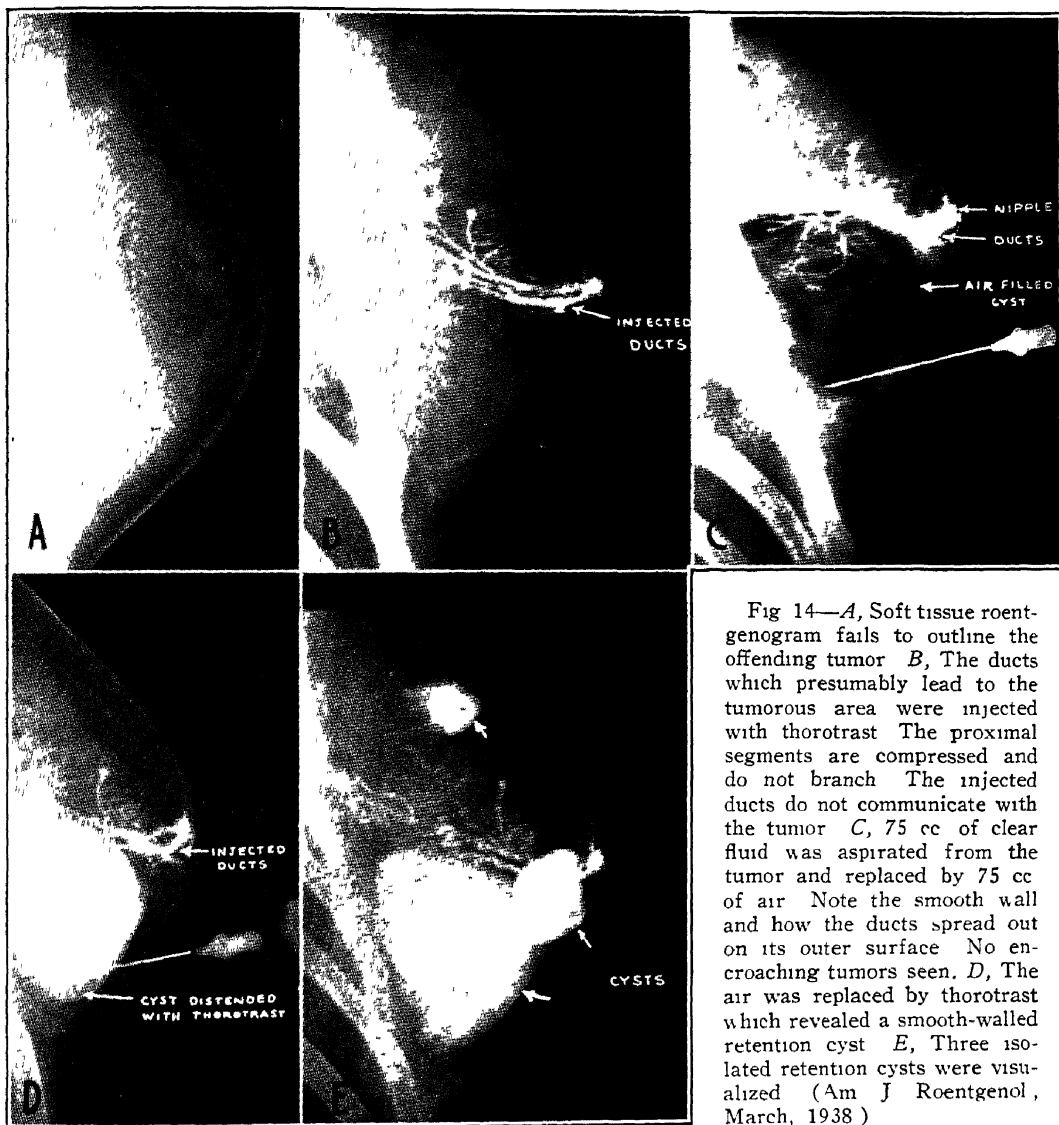 A
B
INJECTED
DUCTS
C
NIPPLE
DUCTS
AIR FILLED
CYST
D
INJECTED
DUCTS
CYST DISTENDED
WITH THOROTRAST
E
CYSTS
Fig 14—A, Soft tissue roent-
genogram fails to outline the
offending tumor B, The ducts
which presumably lead to the
tumorous area were injected
with thorotrast The proximal
segments are compressed and
do not branch The injected
ducts do not communicate with
the tumor C, 75 cc of clear
fluid was aspirated from the
tumor and replaced by 75 cc
of air Note the smooth wall
and how the ducts spread out
on its outer surface No en-
croaching tumors seen. D, The
air was replaced by thorotrast
which revealed a smooth-walled
retention cyst E, Three iso-
lated retention cysts were visu-
alized (Am J Roentgenol,
March, 1938)